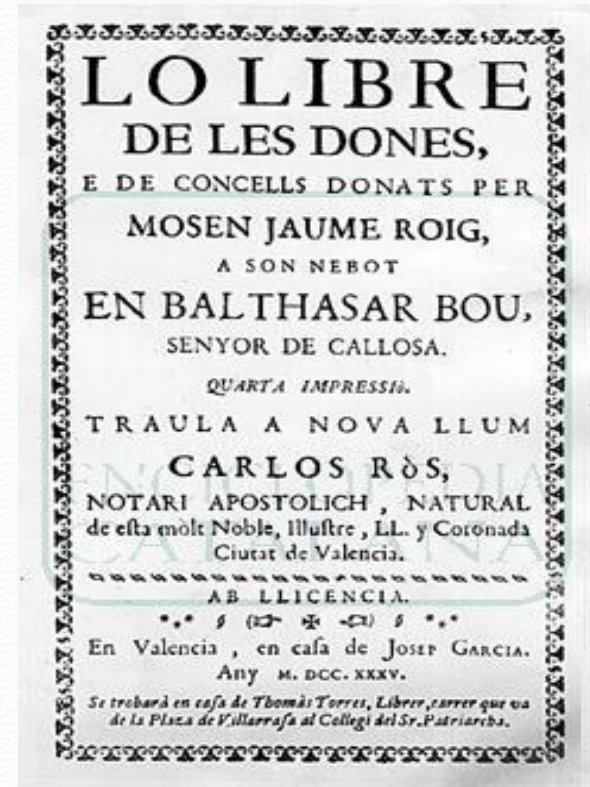 LO LIBRE
DE LES DONES,
E DE CONCELLS DONATS PER
MOSEN JAUME ROIG,
A SON NEBOT
EN BALTHASAR BOU,
SENYOR DE CALLOSA.
QUARTA IMPRESSIò.
TRAULA A NOVA LLUM
CARLOS RòS,
NOTARI APOSTOLICH, NATURAL
de eſta mòlt Noble, Illuſtre, LL. y Coronada
Ciutat de Valencia.
AB LLICENCIA.
En Valencia, en caſa de JOSEP GARCIA.
Any M. DCC. XXXV.
Se trobarà en caſa de Thomàs Torres, Librer, carrer que va
de la Plaza de Villarraſa al Collegi del Sr. Patriarcha.
ENCICLOPÈDIA
CATALANA